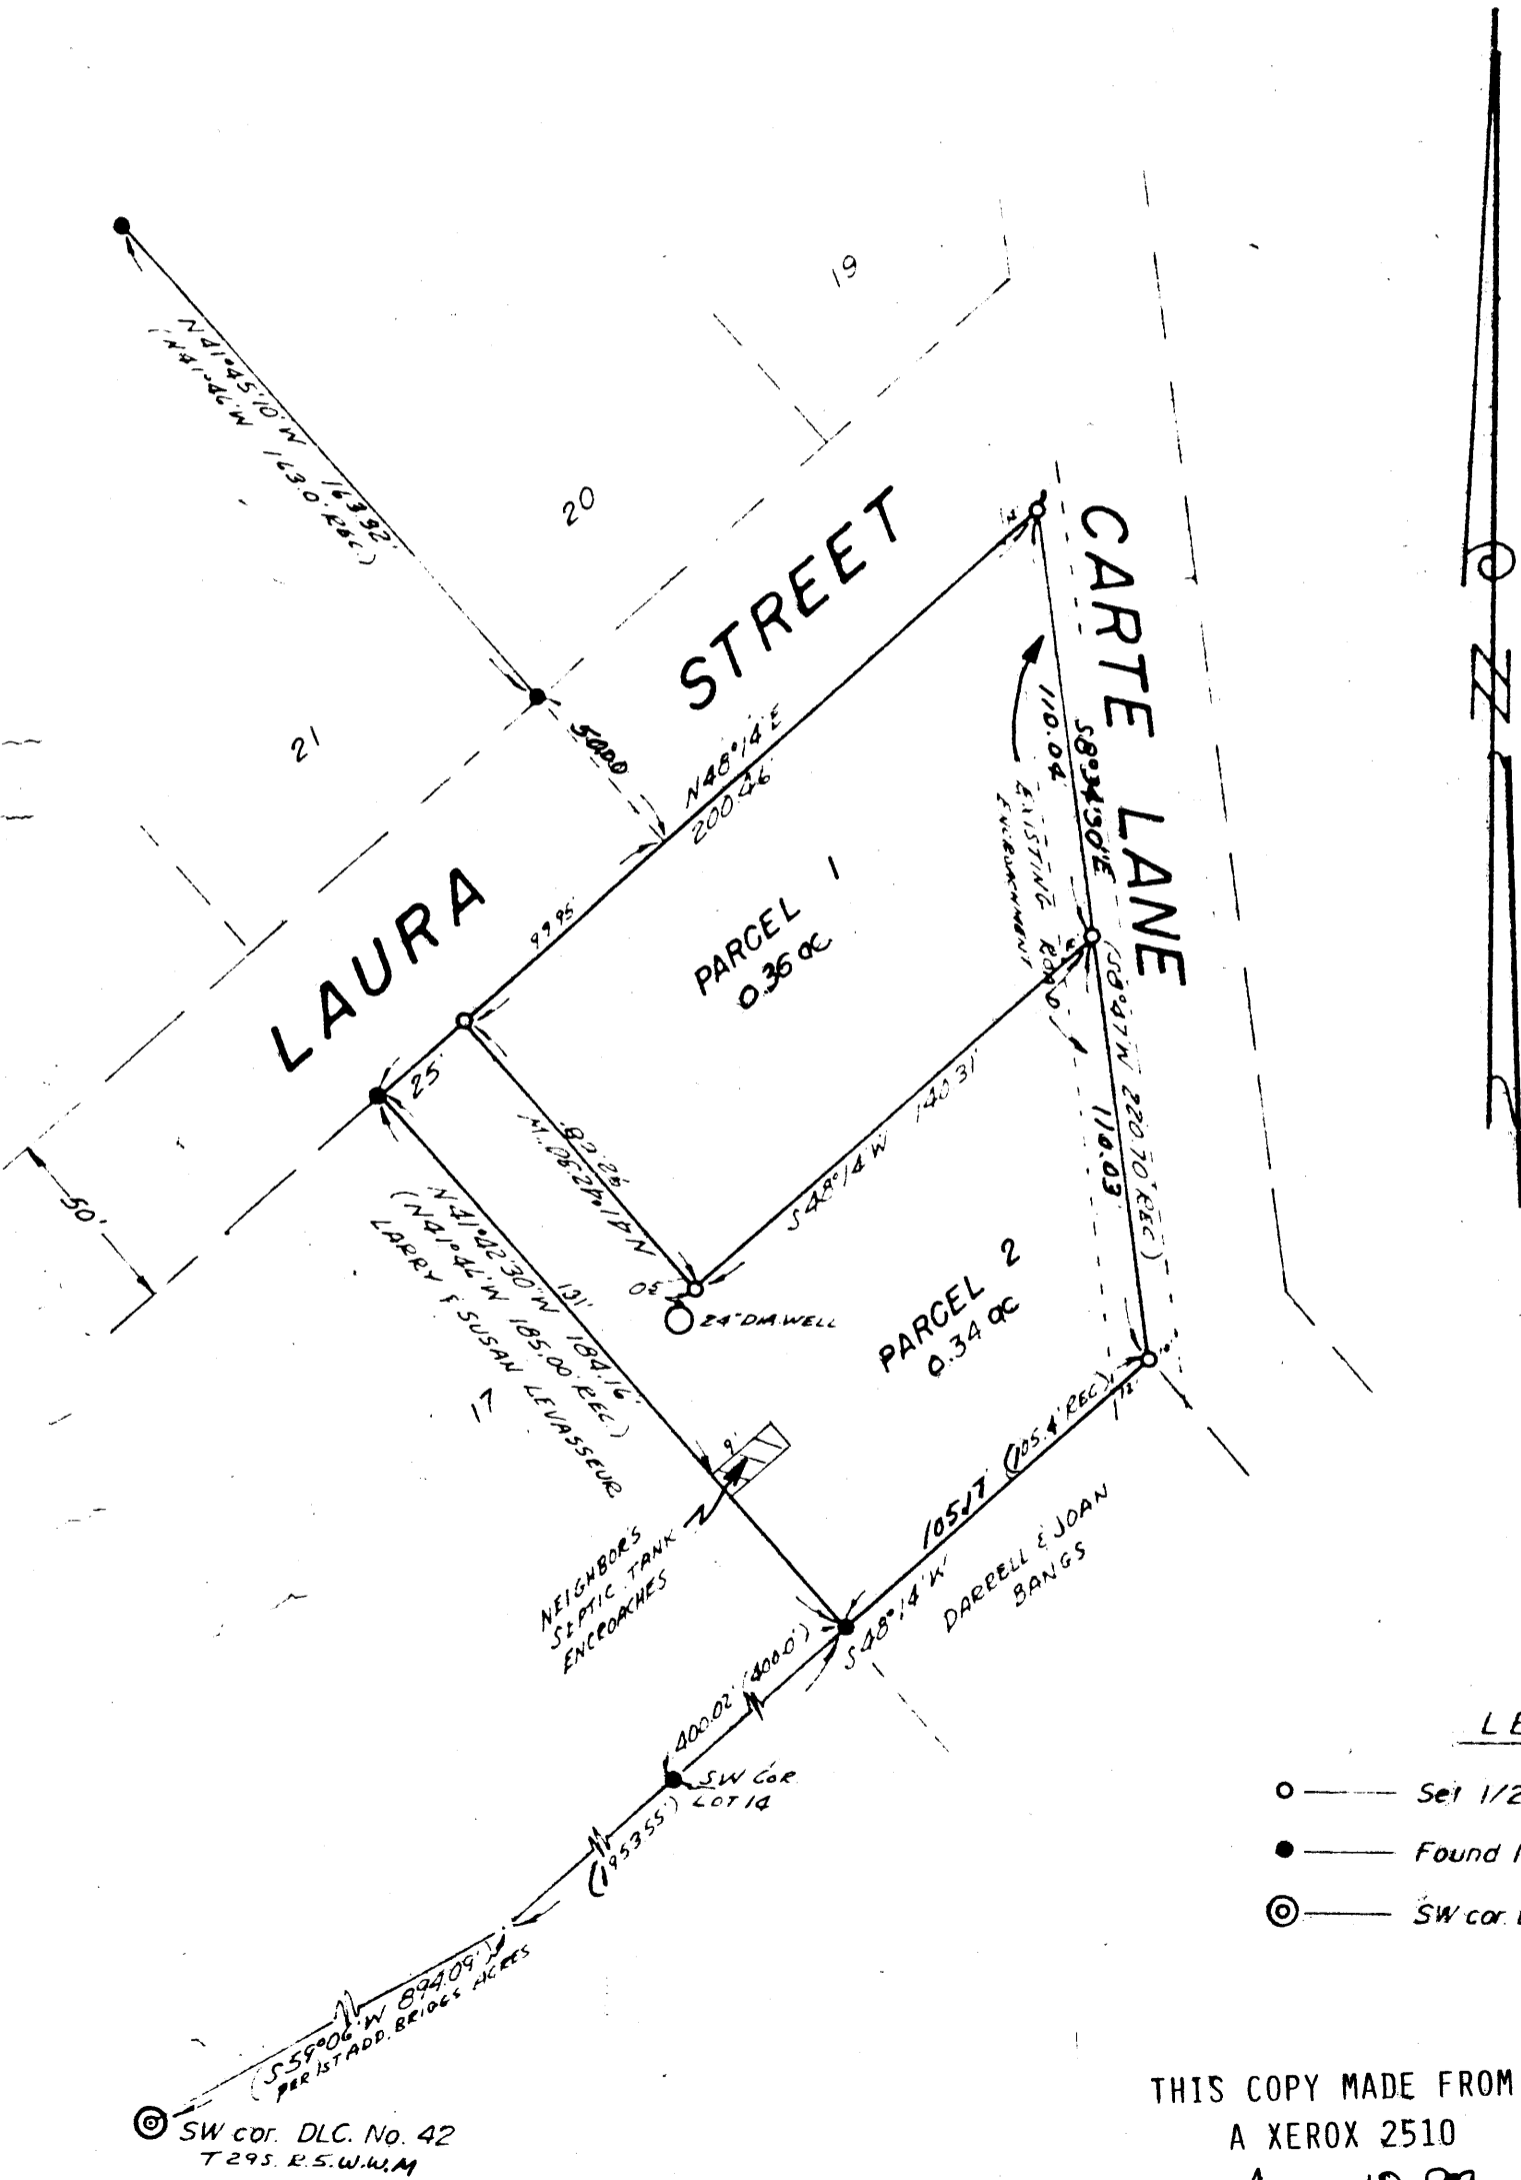 19
20
21
N41°45'10"W 163.92'
(N41°46'W 163.0' REC.)
LAURA STREET
CARTE LANE
50.00
N48°14'E
200.46'
99.95'
25'
50'
PARCEL 1
0.36 ac
110.04'
S8°34'30"E
(S8°47'W 220.70' REC)
110.03'
EXISTING ROAD
ENCROACHMENT
N41°42'30"W
92.28'
S48°14'W 140.31'
24" DIA. WELL
PARCEL 2
0.34 ac
N41°42'30"W 184.16'
(N41°46'W 185.00' REC.)
131'
LARRY & SUSAN LEVASSEUR
17
9'
NEIGHBOR'S
SEPTIC TANK
ENCROACHES
105.17' (105.4' REC)
12'
S48°14'W
DARRELL & JOAN
BANGS
400.02' (400.0')
SW COR.
LOT 14
(1953.55')
(S59°06'W 894.09')
PER 1ST ADD. BRIGGS ACRES
SW cor. DLC. No. 42
T29S. R.5.W.W.M
Set 1/2
Found
SW cor.
THIS COPY MADE FROM
A XEROX 2510